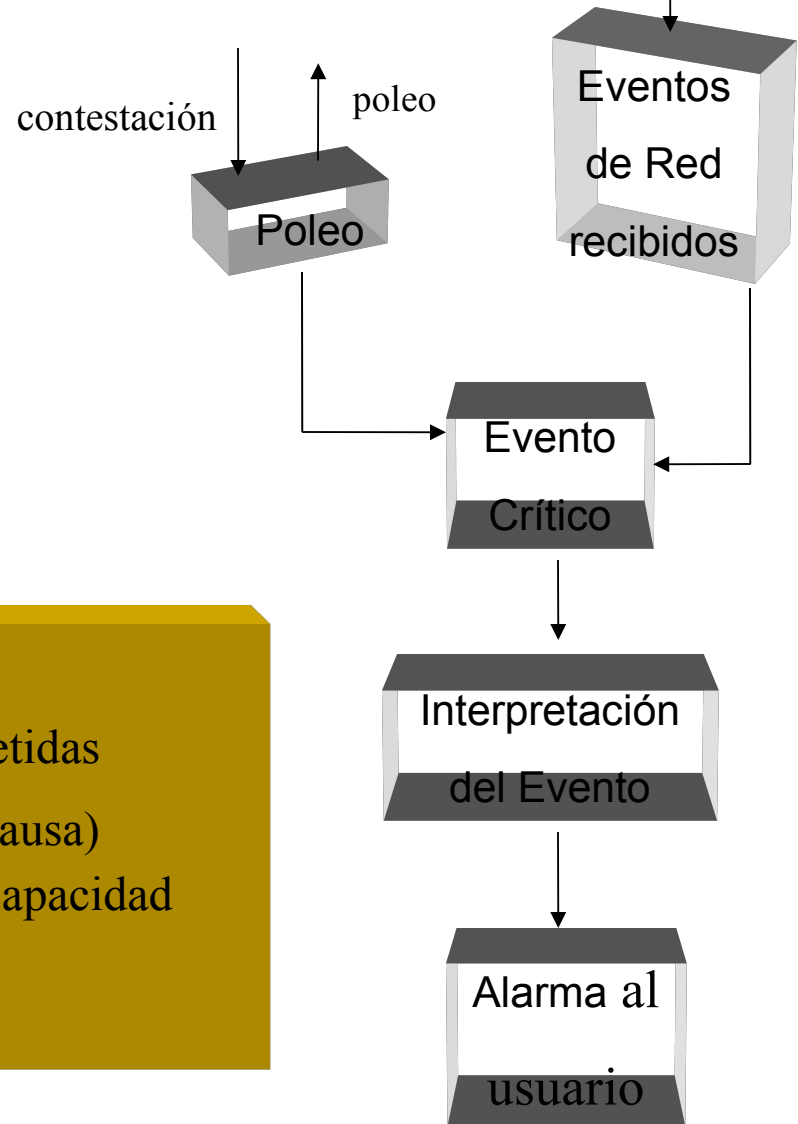 contestación
poleo
Poleo
Eventos
de Red
recibidos
Evento
Crítico
Interpretación
del Evento
Alarma al
usuario
etidas
ausa)
apacidad